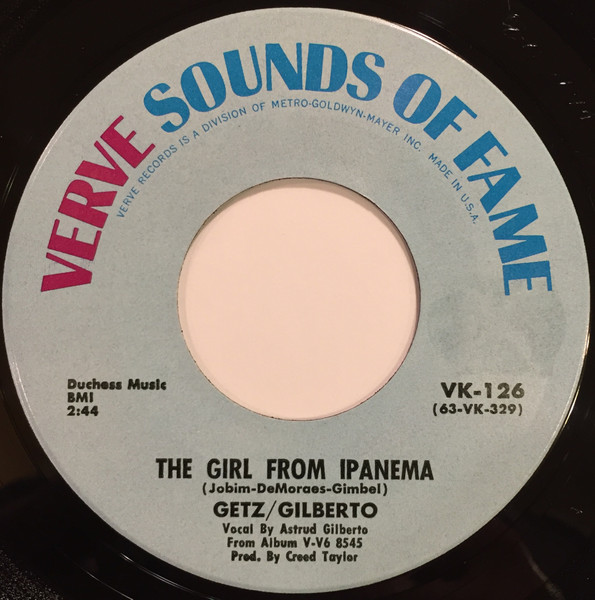 VERVE SOUNDS OF FAME
VERVE RECORDS IS A DIVISION OF METRO-GOLDWYN-MAYER INC. MADE IN U.S.A.
Duchess Music
BMI
2:44
VK-126
(63-VK-329)
THE GIRL FROM IPANEMA
(Jobim-DeMoraes-Gimbel)
GETZ/GILBERTO
Vocal By Astrud Gilberto
From Album V-V6 8545
Prod. By Creed Taylor